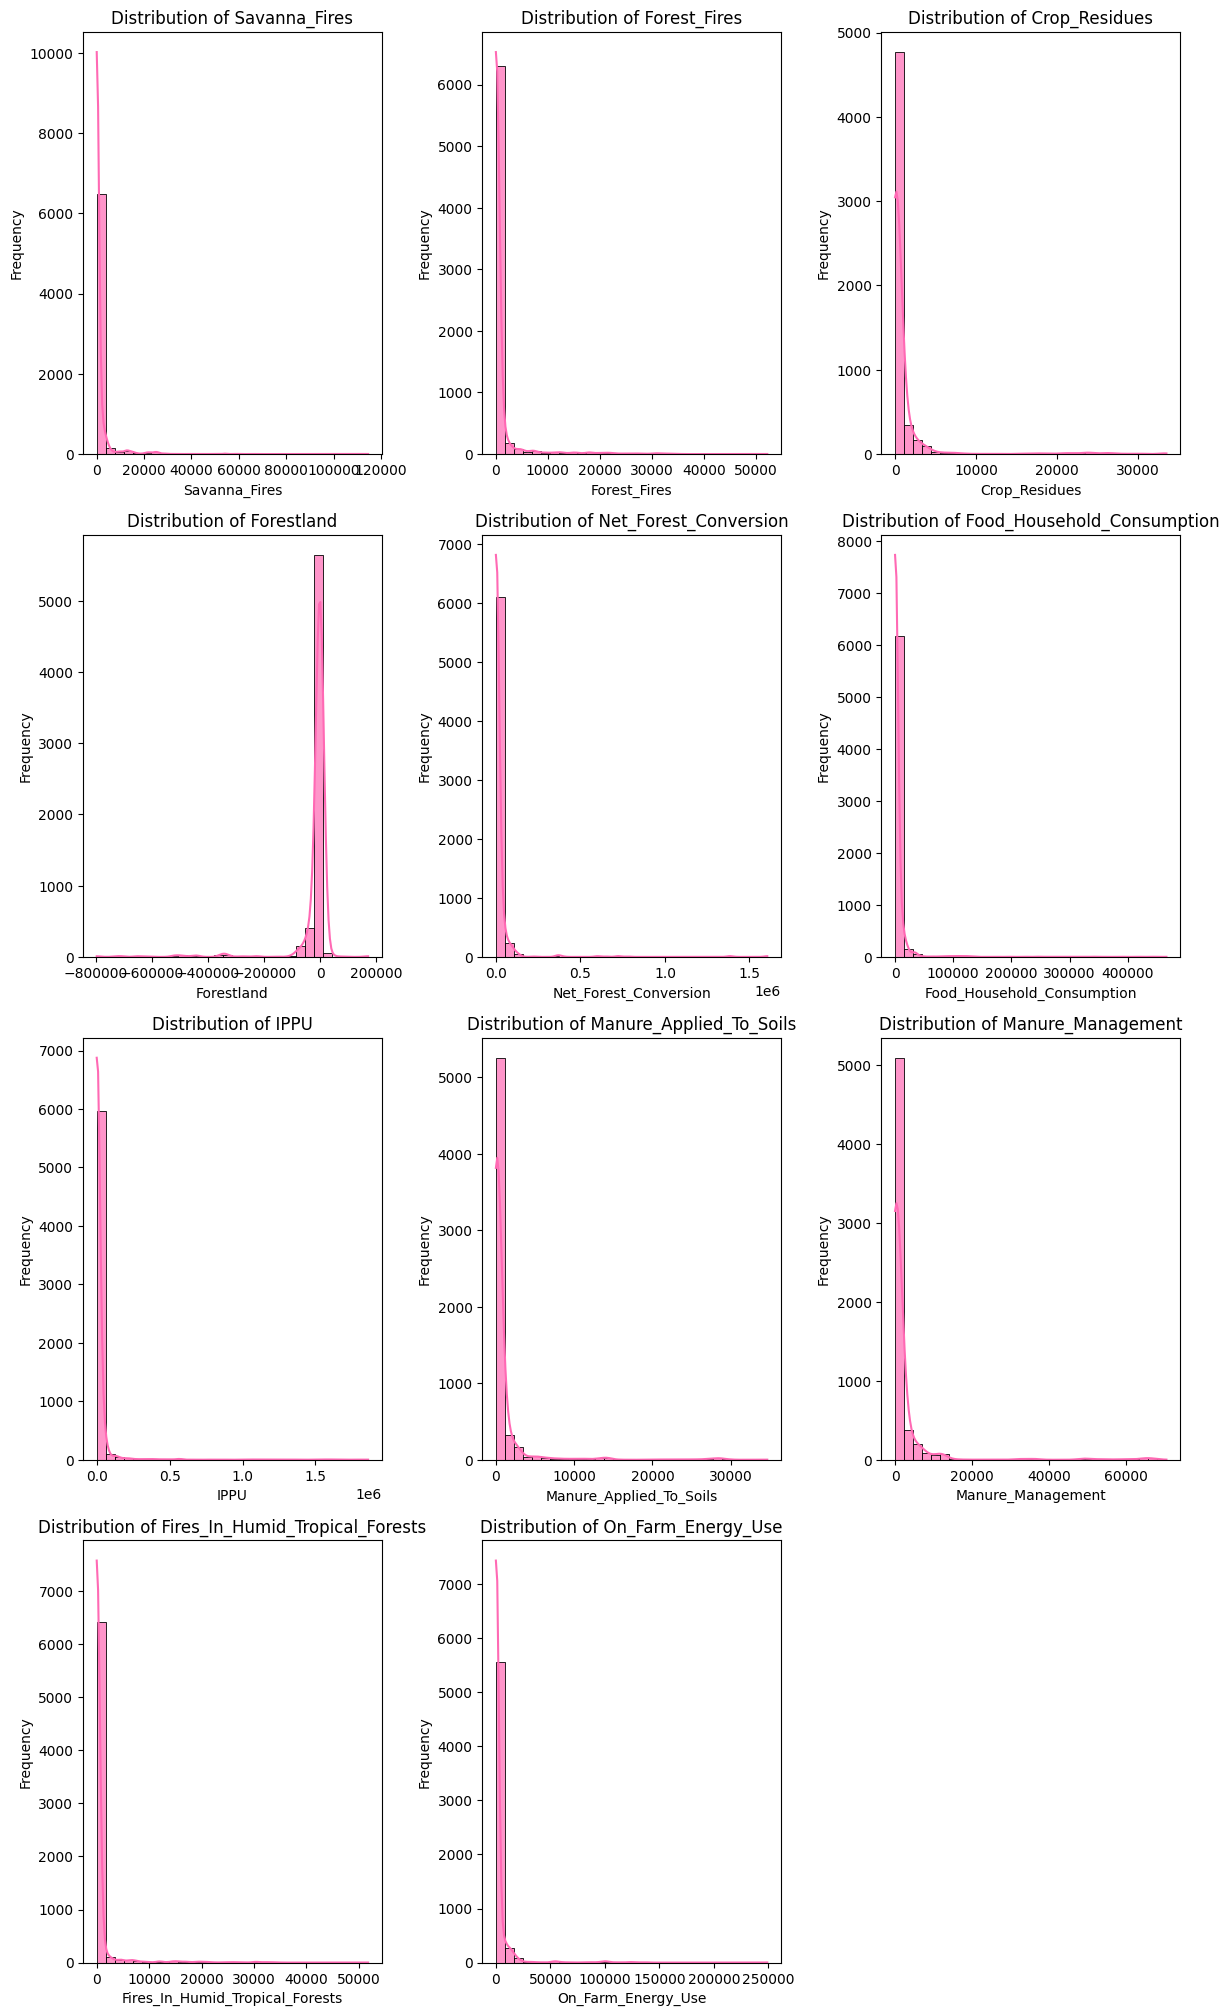 Distribution of Savanna_Fires
Distribution of Forest_Fires
Distribution of Crop_Residues
Frequency
10000
8000
6000
4000
2000
0
0 20000 40000 60000 80000 100000 120000
Savanna_Fires
Frequency
6000
5000
4000
3000
2000
1000
0
0 10000 20000 30000 40000 50000
Forest_Fires
Frequency
5000
4000
3000
2000
1000
0
0 10000 20000 30000
Crop_Residues
Distribution of Forestland
Distribution of Net_Forest_Conversion
Distribution of Food_Household_Consumption
Frequency
5000
4000
3000
2000
1000
0
−800000 −600000 −400000 −200000 0 200000
Forestland
Frequency
7000
6000
5000
4000
3000
2000
1000
0
0.0 0.5 1.0 1.5
1e6
Net_Forest_Conversion
Frequency
8000
7000
6000
5000
4000
3000
2000
1000
0
0 100000 200000 300000 400000
Food_Household_Consumption
Distribution of IPPU
Distribution of Manure_Applied_To_Soils
Distribution of Manure_Management
Frequency
7000
6000
5000
4000
3000
2000
1000
0
0.0 0.5 1.0 1.5
1e6
IPPU
Frequency
5000
4000
3000
2000
1000
0
0 10000 20000 30000
Manure_Applied_To_Soils
Frequency
5000
4000
3000
2000
1000
0
0 20000 40000 60000
Manure_Management
Distribution of Fires_In_Humid_Tropical_Forests
Distribution of On_Farm_Energy_Use
Frequency
7000
6000
5000
4000
3000
2000
1000
0
0 10000 20000 30000 40000 50000
Fires_In_Humid_Tropical_Forests
Frequency
7000
6000
5000
4000
3000
2000
1000
0
0 50000 100000 150000 200000 250000
On_Farm_Energy_Use